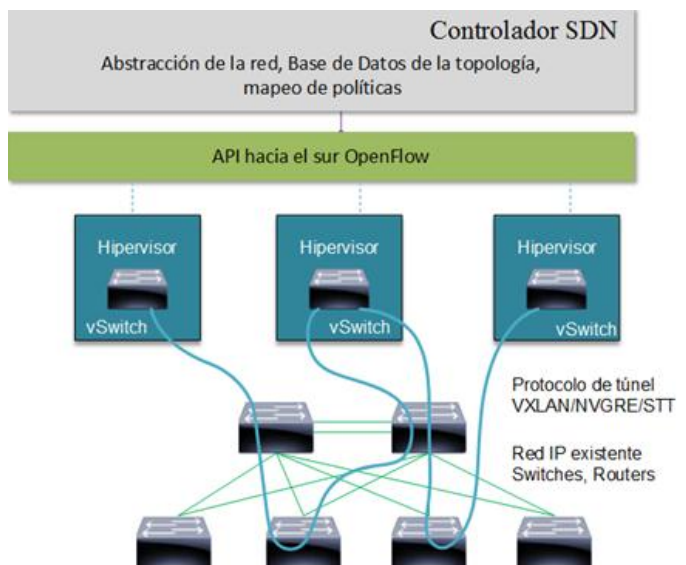 Controlador SDN
Abstracción de la red, Base de Datos de la topología,
mapeo de políticas
API hacia el sur OpenFlow
Hipervisor
vSwitch
Hipervisor
vSwitch
Hipervisor
vSwitch
Protocolo de túnel
VXLAN/NVGRE/STT
Red IP existente
Switches, Routers